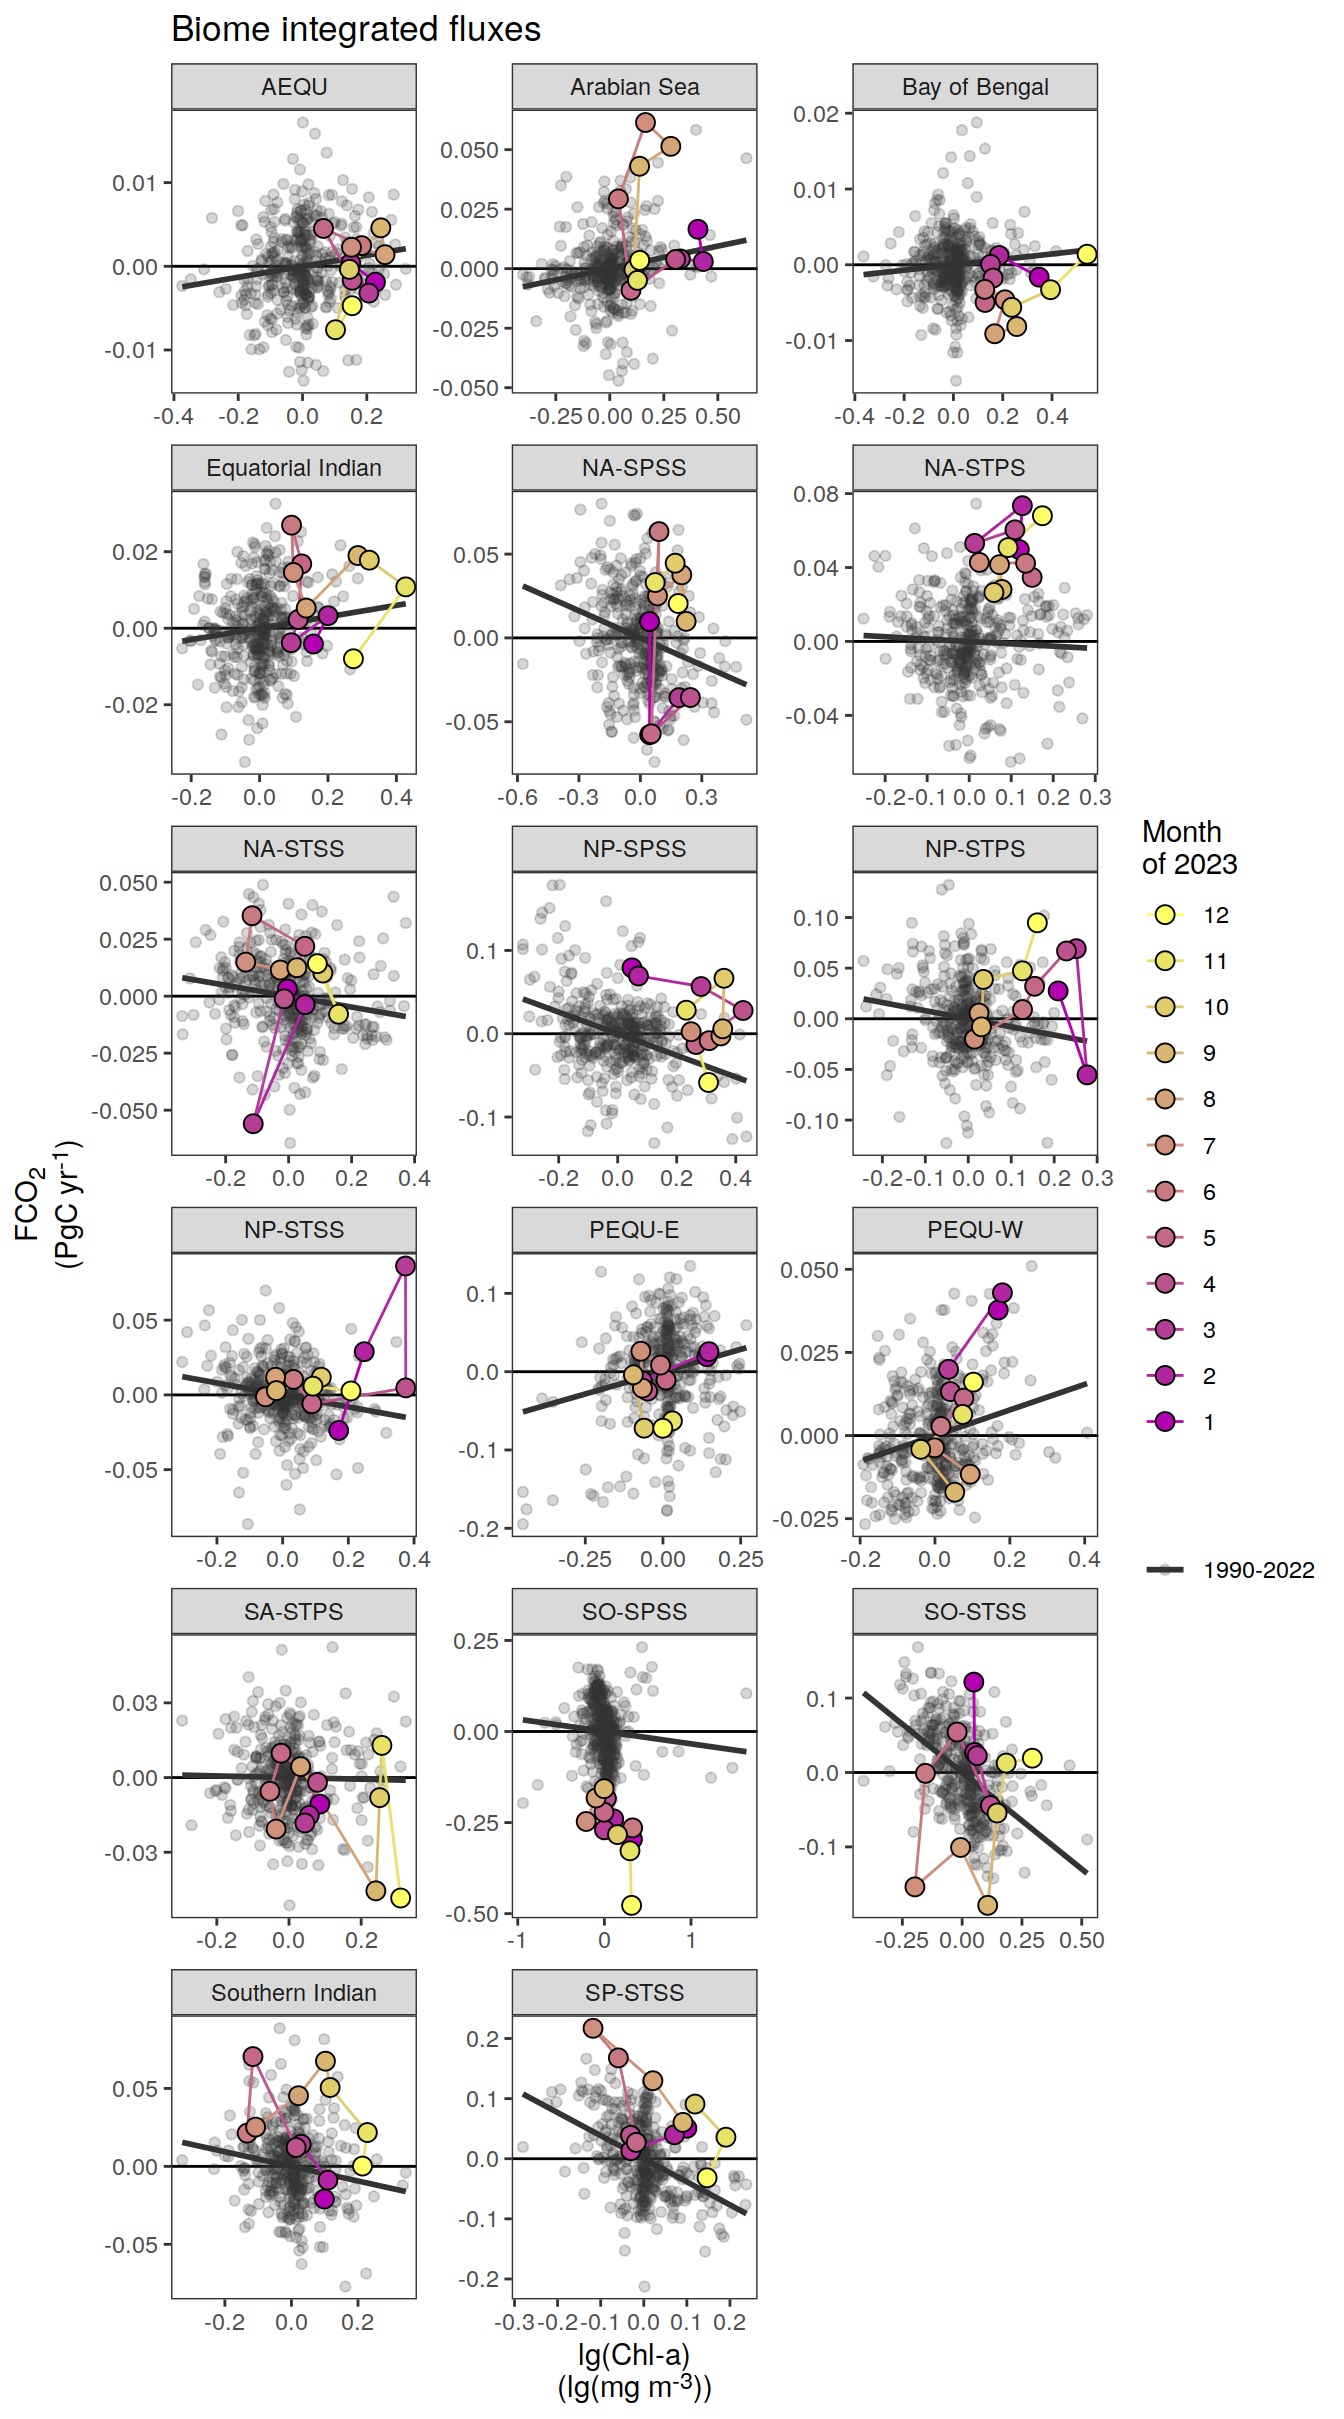 Biome integrated fluxes
AEQU
Arabian Sea
Bay of Bengal
0.01
0.00
-0.01
0.050
0.025
0.000
-0.025
-0.050
0.02
0.01
0.00
-0.01
-0.4 -0.2 0.0 0.2
-0.25 0.00 0.25 0.50
-0.4 -0.2 0.0 0.2 0.4
Equatorial Indian
NA-SPSS
NA-STPS
0.02
0.00
-0.02
0.05
0.00
-0.05
0.08
0.04
0.00
-0.04
-0.2 0.0 0.2 0.4
-0.6 -0.3 0.0 0.3
-0.2 -0.1 0.0 0.1 0.2 0.3
NA-STSS
NP-SPSS
NP-STPS
0.050
0.025
0.000
-0.025
-0.050
0.1
0.0
-0.1
0.10
0.05
0.00
-0.05
-0.10
-0.2 0.0 0.2 0.4
-0.2 0.0 0.2 0.4
-0.2 -0.1 0.0 0.1 0.2 0.3
NP-STSS
PEQU-E
PEQU-W
0.05
0.00
-0.05
0.1
0.0
-0.1
-0.2
0.050
0.025
0.000
-0.025
-0.2 0.0 0.2 0.4
-0.25 0.00 0.25
-0.2 0.0 0.2 0.4
SA-STPS
SO-SPSS
SO-STSS
0.03
0.00
-0.03
0.25
0.00
-0.25
-0.50
0.1
0.0
-0.1
-0.2 0.0 0.2
-1 0 1
-0.25 0.00 0.25 0.50
Southern Indian
SP-STSS
0.05
0.00
-0.05
0.2
0.1
0.0
-0.1
-0.2
-0.2 0.0 0.2
-0.3 -0.2 -0.1 0.0 0.1 0.2
FCO2
(PgC yr-1)
lg(Chl-a)
(lg(mg m-3))
Month
of 2023
12
11
10
9
8
7
6
5
4
3
2
1
1990-2022